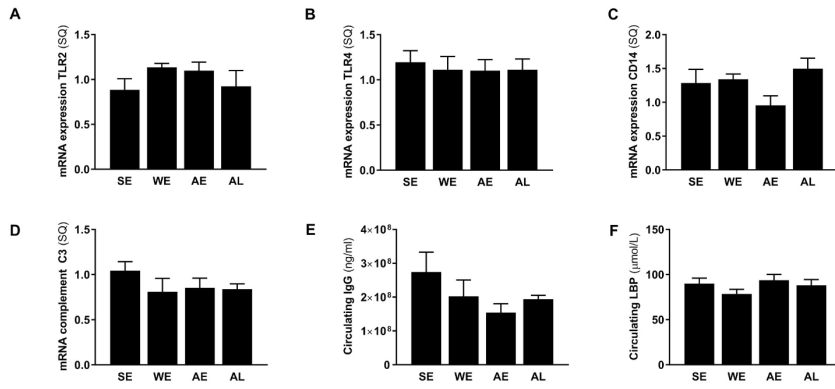 A
mRNA expression TLR2 (SQ)
1.5
1.0
0.5
0.0
SE WE AE AL
B
mRNA expression TLR4 (SQ)
1.5
1.0
0.5
0.0
SE WE AE AL
C
mRNA expression CD14 (SQ)
2.0
1.5
1.0
0.5
0.0
SE WE AE AL
D
mRNA complement C3 (SQ)
1.5
1.0
0.5
0.0
SE WE AE AL
E
Circulating IgG (ng/ml)
4×10⁸
3×10⁸
2×10⁸
1×10⁸
0
SE WE AE AL
F
Circulating LBP (μmol/L)
150
100
50
0
SE WE AE AL